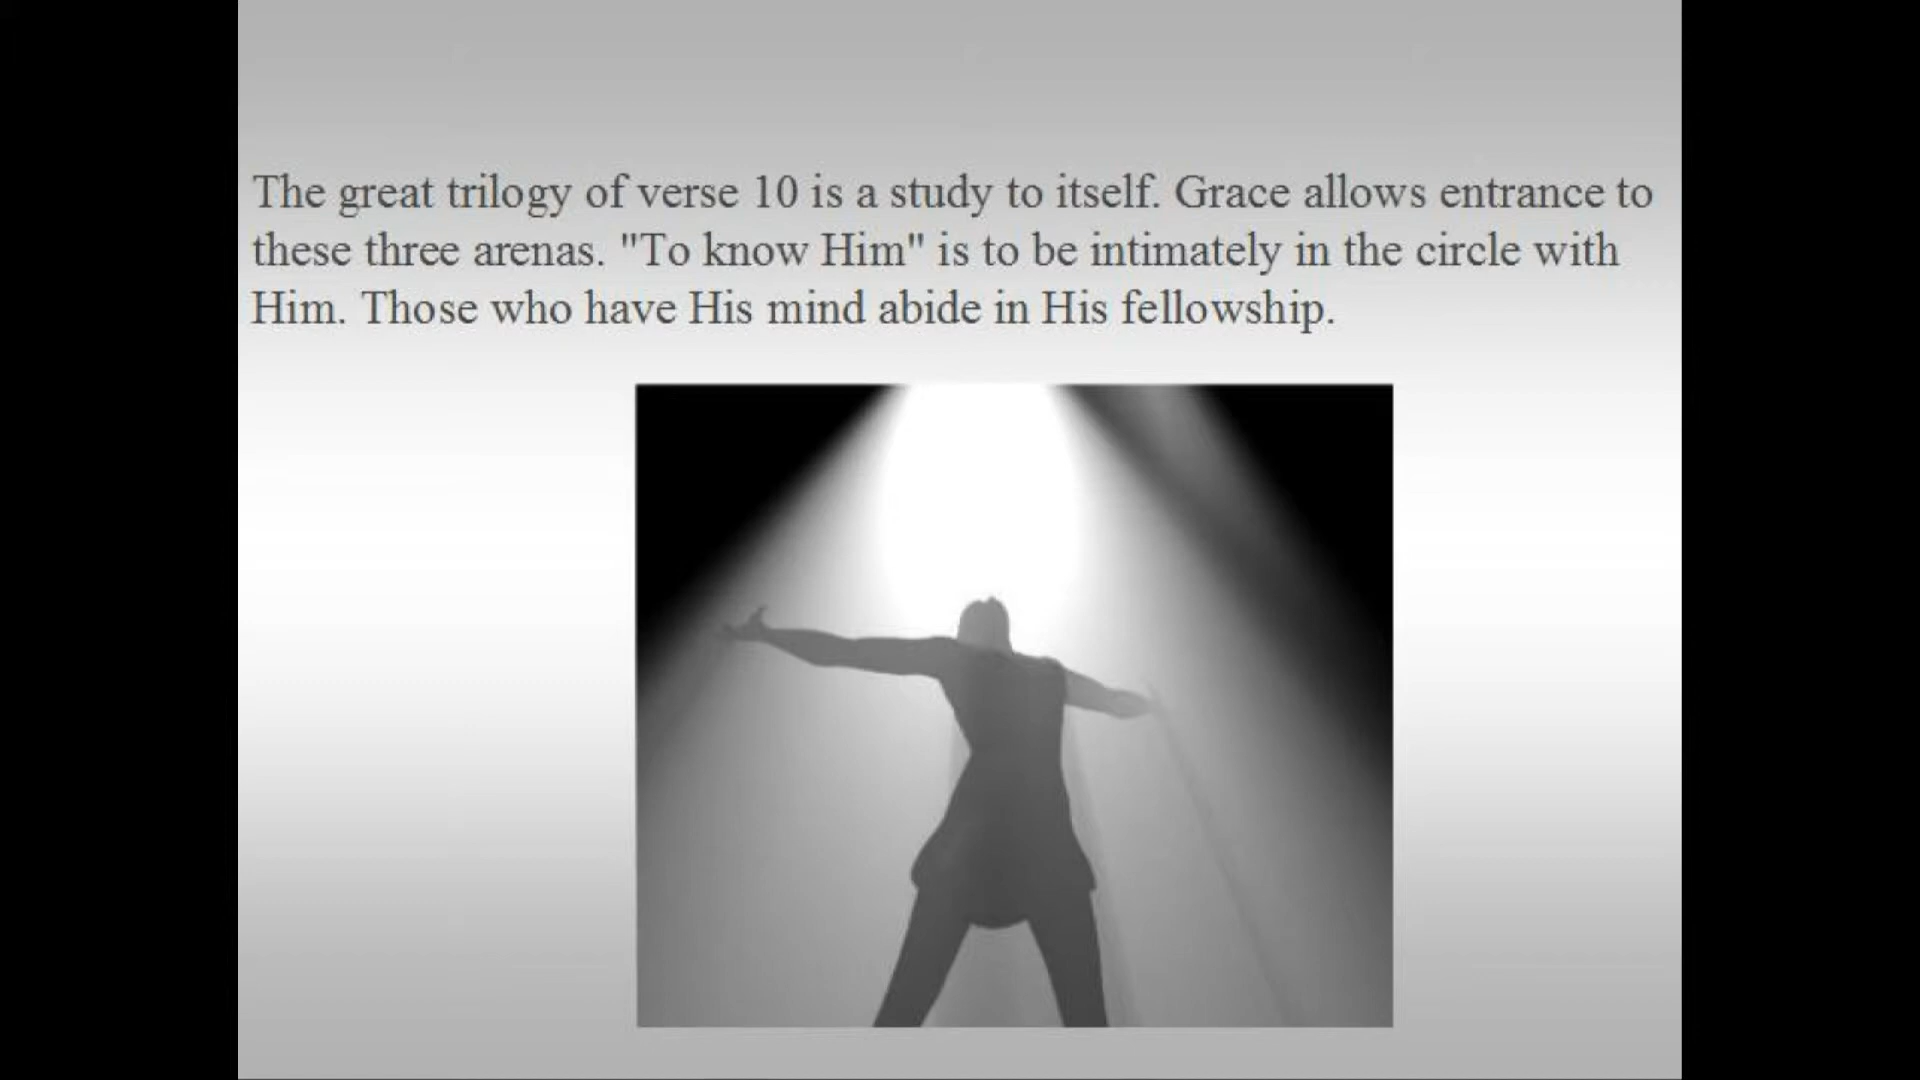 The great trilogy of verse 10 is a study to itself. Grace allows entrance to
these three arenas. "To know Him" is to be intimately in the circle with
Him. Those who have His mind abide in His fellowship.